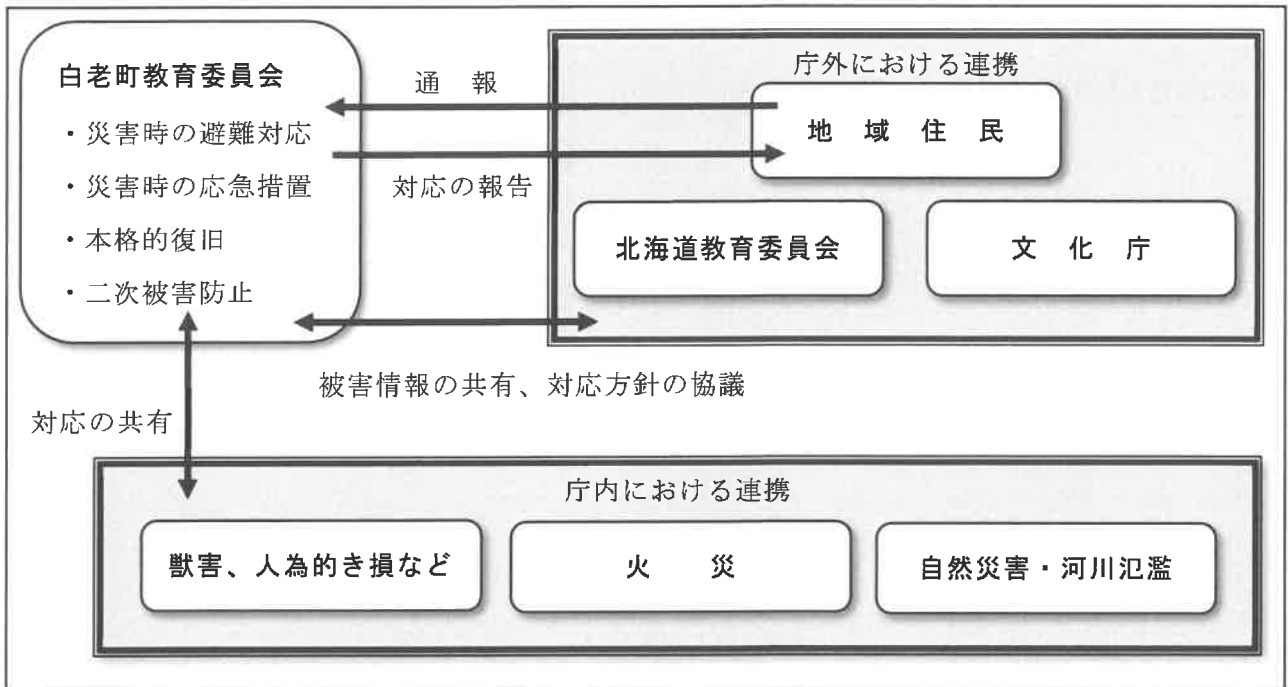 白老町教育委員会
・災害時の避難対応
・災害時の応急措置
・本格的復旧
・二次被害防止
通 報
対応の報告
庁外における連携
地 域 住 民
北海道教育委員会
文 化 庁
被害情報の共有、対応方針の協議
対応の共有
庁内における連携
獣害、人為的き損など
火 災
自然災害・河川氾濫